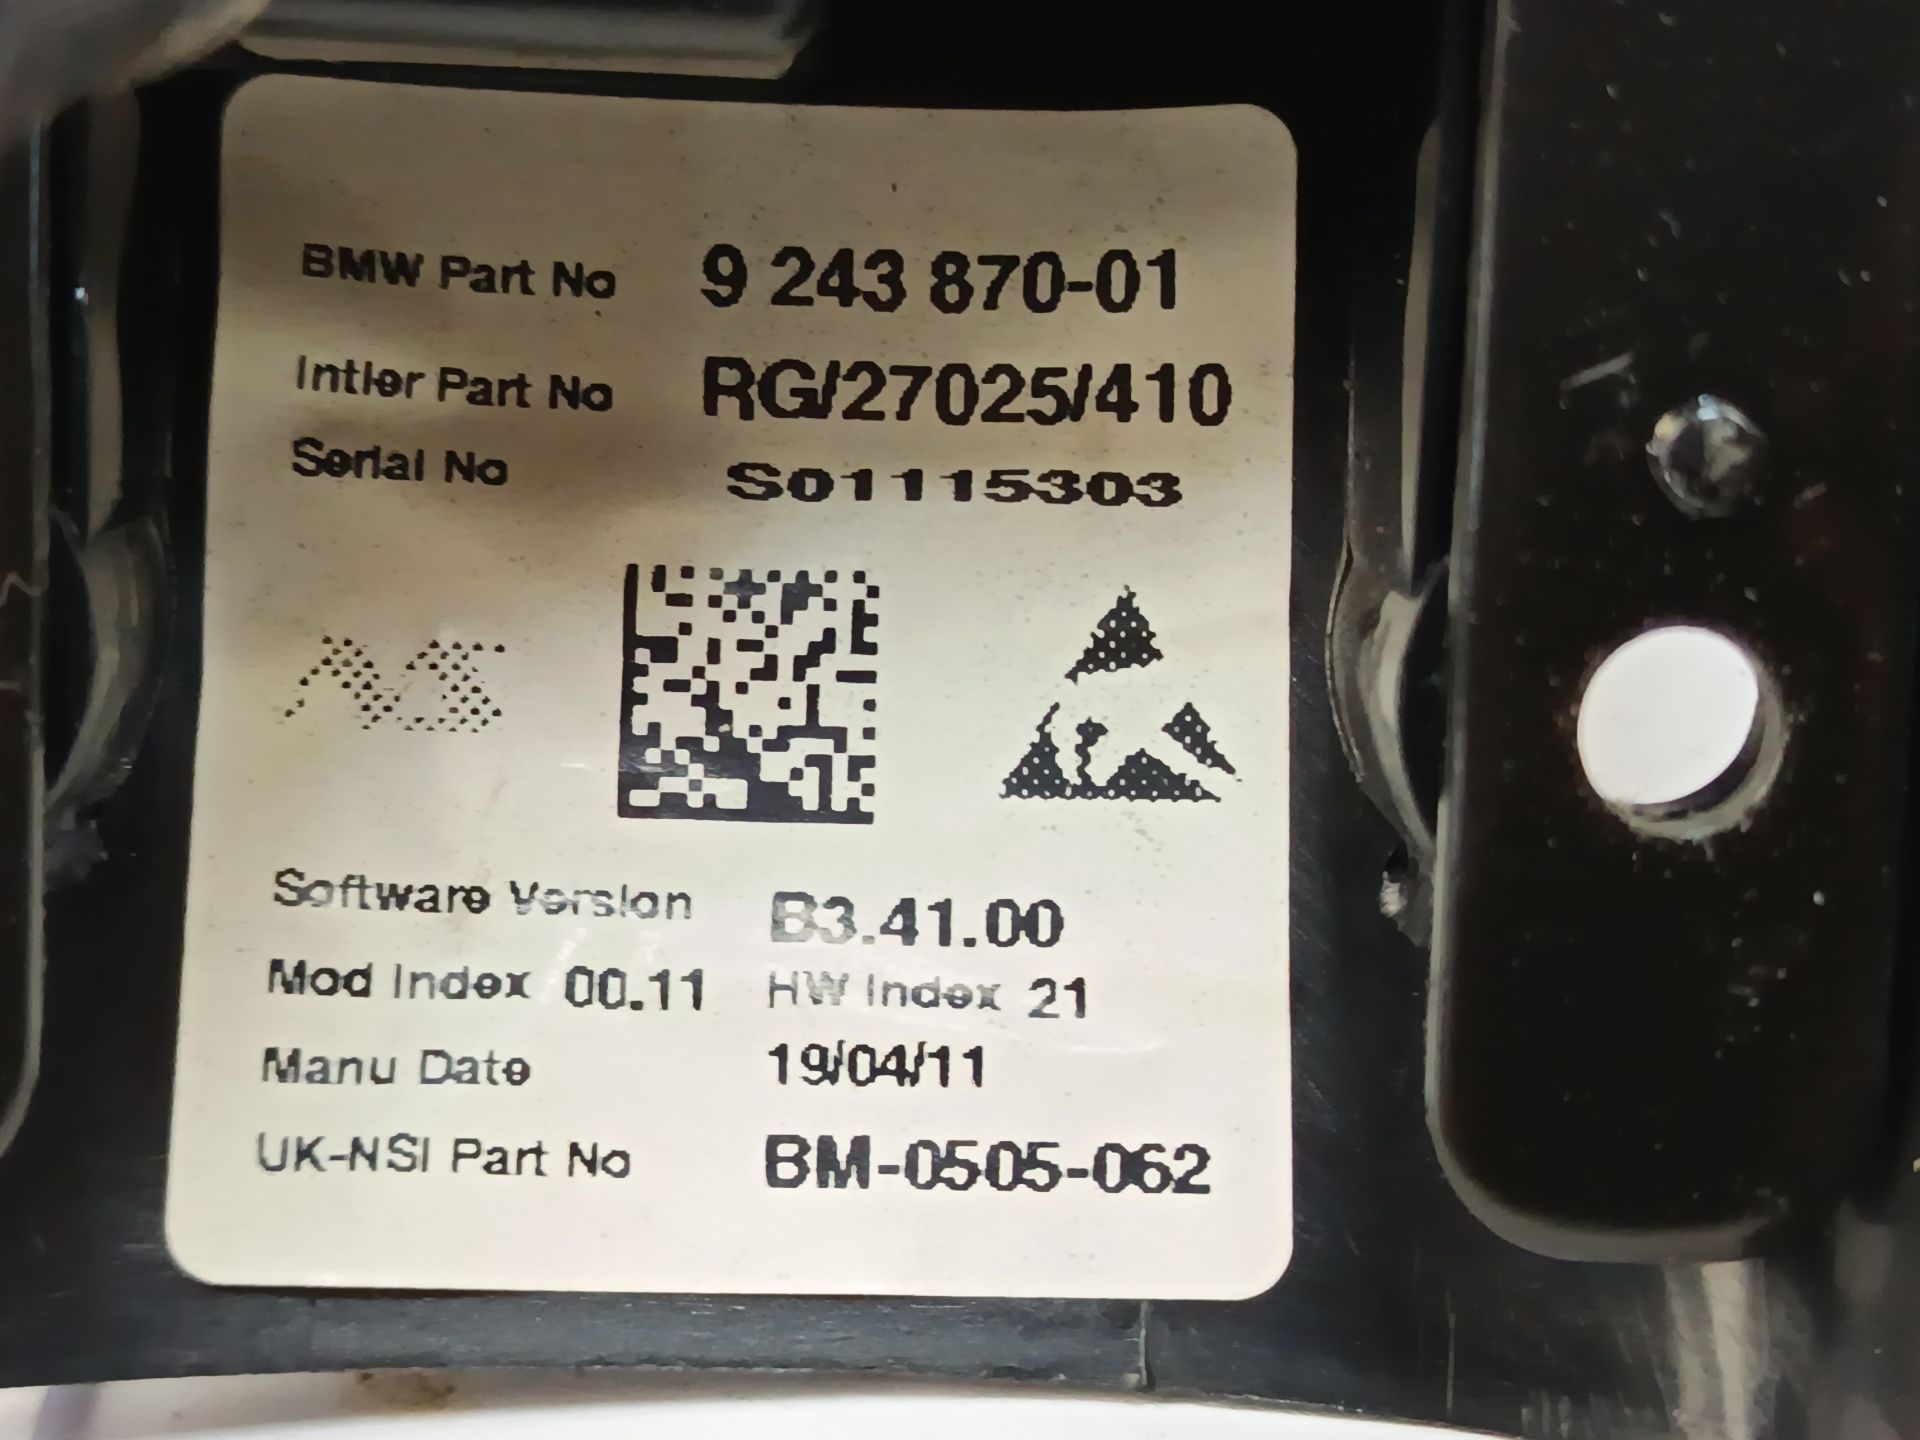 BMW Part No 9 243 870-01
Intier Part No RG/27025/410
Serial No S01115303
Software Version B3.41.00
Mod Index 00.11 HW Index 21
Manu Date 19/04/11
UK-NSI Part No BM-0505-062